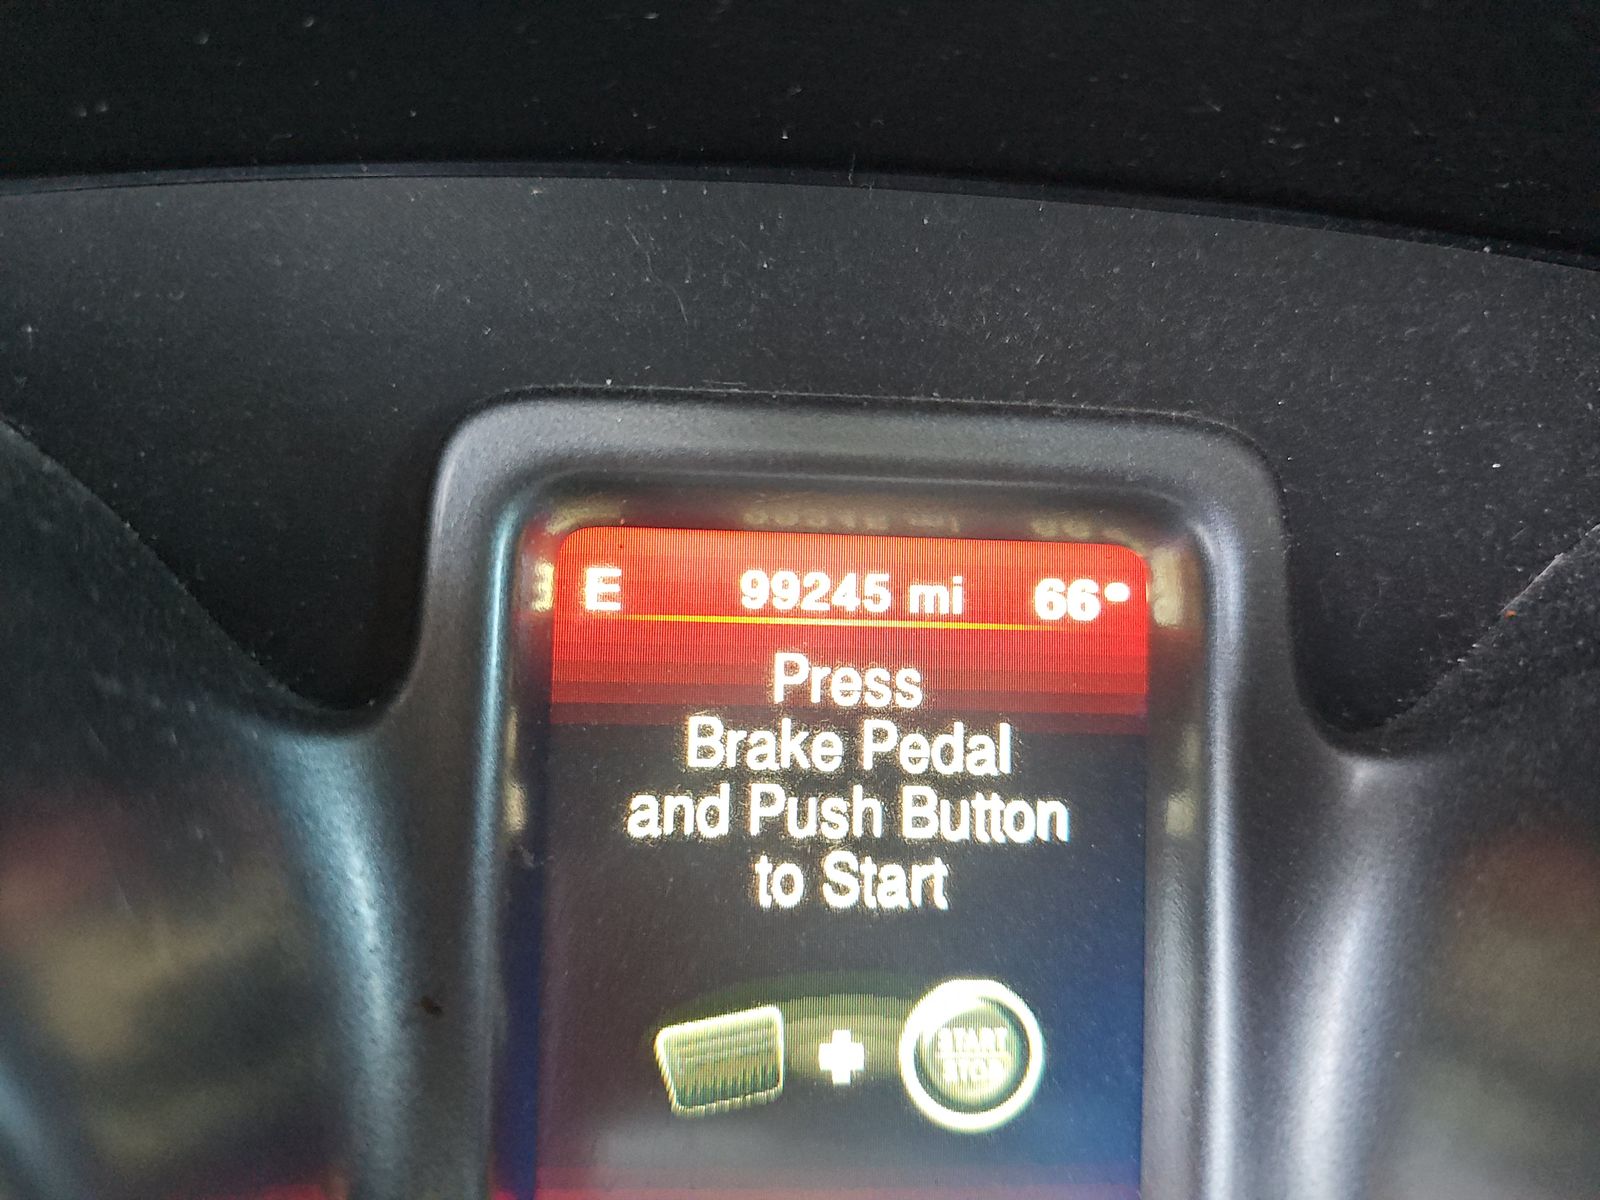 E 99245 mi 66°
Press
Brake Pedal
and Push Button
to Start
START
STOP